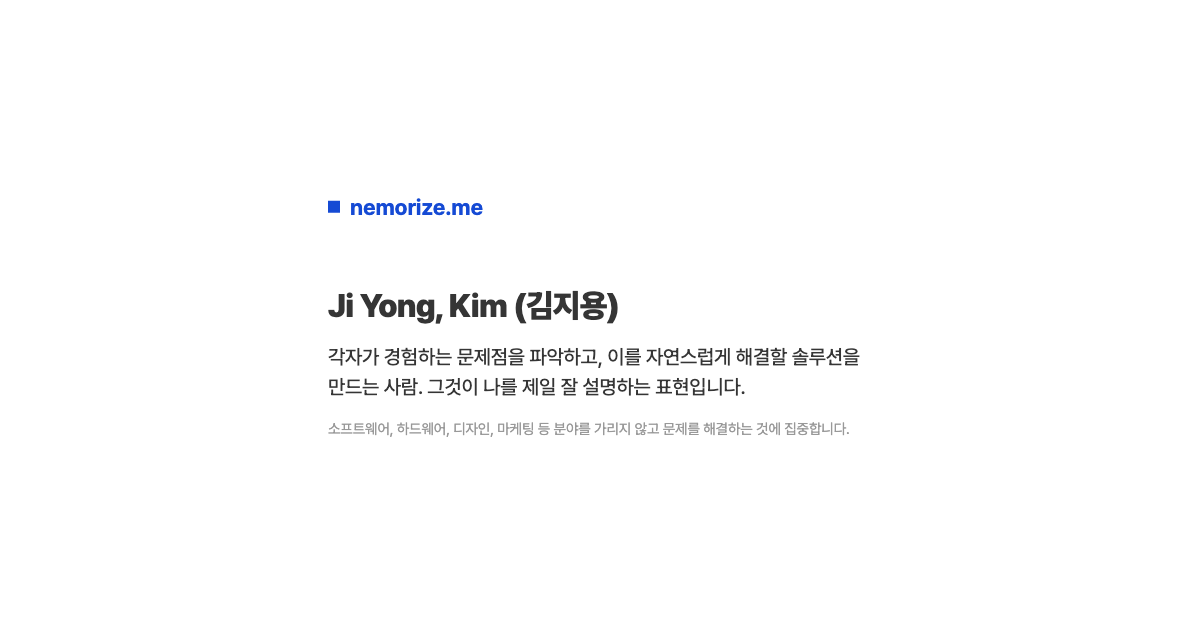 nemorize.me
Ji Yong, Kim (김지용)
각자가 경험하는 문제점을 파악하고, 이를 자연스럽게 해결할 솔루션을
만드는 사람. 그것이 나를 제일 잘 설명하는 표현입니다.
소프트웨어, 하드웨어, 디자인, 마케팅 등 분야를 가리지 않고 문제를 해결하는 것에 집중합니다.